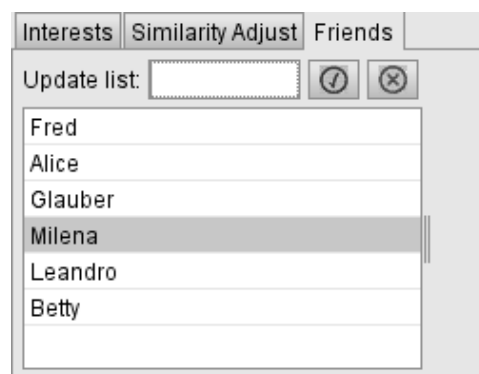 Interests Similarity Adjust Friends
Update list:
Fred
Alice
Glauber
Milena
Leandro
Betty